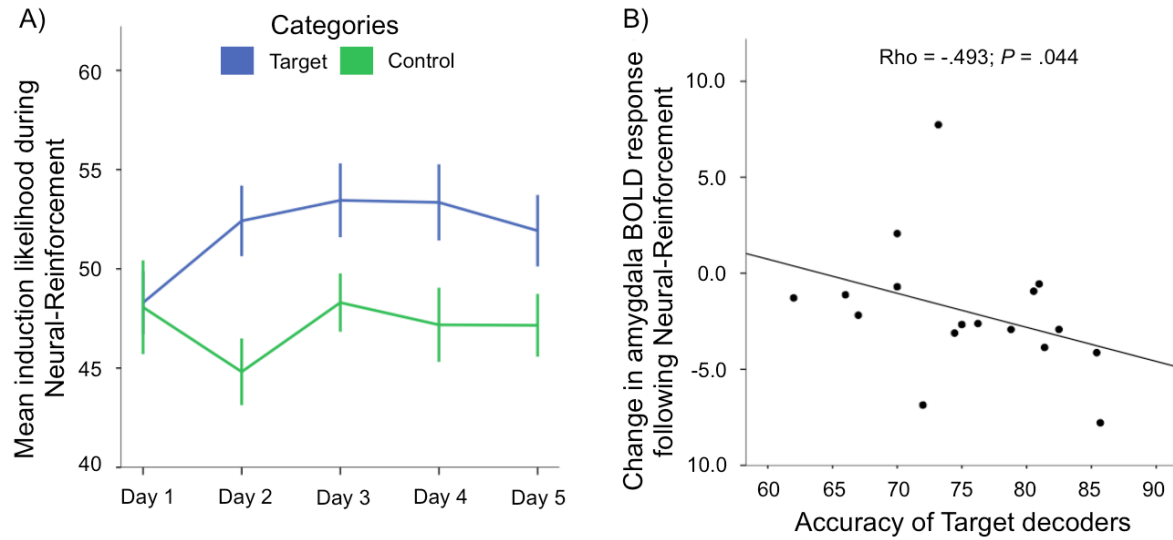 A)
Categories
Target
Control
Mean induction likelihood during
Neural-Reinforcement
60
55
50
45
40
Day 1
Day 2
Day 3
Day 4
Day 5
B)
Rho = -.493; P = .044
Change in amygdala BOLD response
following Neural-Reinforcement
10.0
5.0
0.0
-5.0
10.0
60
65
70
75
80
85
90
Accuracy of Target decoders